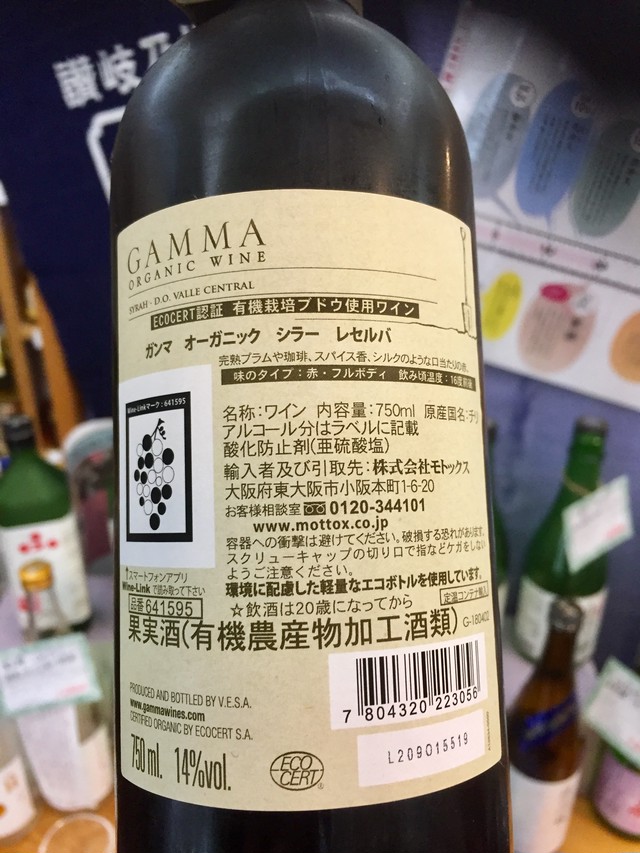 讃岐
GAMMA
ORGANIC WINE
SYRAH · D.O. VALLE CENTRAL
ECOCERT認証 有機栽培ブドウ使用ワイン
ガンマ オーガニック シラー レセルバ
完熟プラムや珈琲、スパイス香、シルクのような口当たりの赤。
味のタイプ：赤・フルボディ 飲み頃温度：16度前後
Wine-Linkマーク：641595
名称：ワイン 内容量：750ml 原産国名：チリ
アルコール分はラベルに記載
酸化防止剤(亜硫酸塩)
輸入者及び引取先：株式会社モトックス
大阪府東大阪市小阪本町1-6-20
お客様相談室 0120-344101
www.mottox.co.jp
容器への衝撃は避けてください。破損する恐れがあります。
スクリューキャップの切り口で指などケガをしない
ようご注意ください。
環境に配慮した軽量なエコボトルを使用しています。
↑スマートフォンアプリ
Wine-Linkで読み取って下さい
品番641595
☆飲酒は20歳になってから
定温コンテナ輸入
果実酒(有機農産物加工酒類)
G-180402
PRODUCED AND BOTTLED BY V.E.S.A.
www.gammawines.com
CERTIFIED ORGANIC BY ECOCERT S.A.
750 ml. 14%vol.
ECO
CERT®
7 804320 223056
L209015519